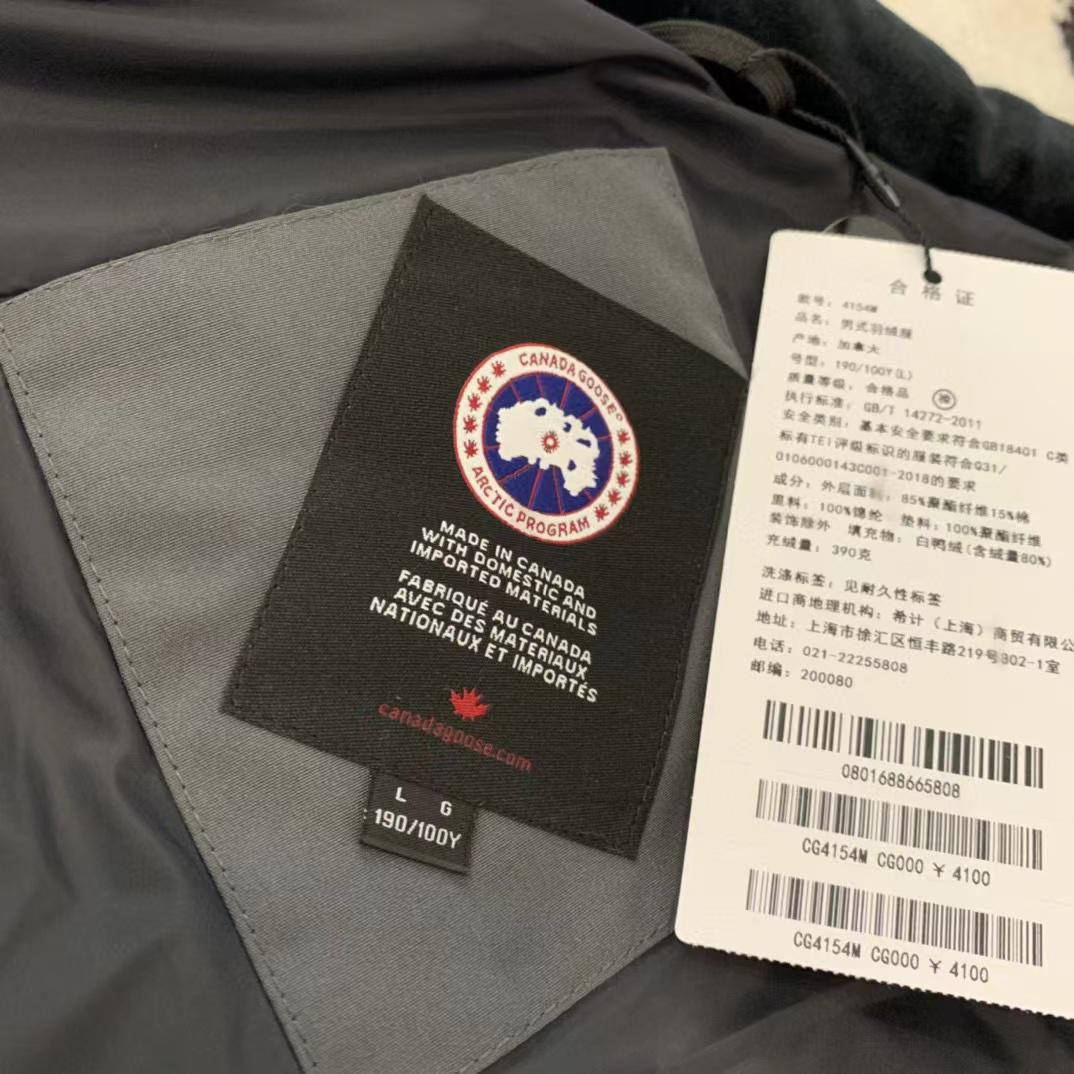 CANADA GOOSE®
ARCTIC PROGRAM
MADE IN CANADA
WITH DOMESTIC AND
IMPORTED MATERIALS
FABRIQUÉ AU CANADA
AVEC DES MATERIAUX
NATIONAUX ET IMPORTÉS
canadagoose.com
L G
190/100Y
合格证
款号: 4154M
品名: 男式羽绒服
产地: 加拿大
号型: 190/100Y(L)
质量等级: 合格品 检
执行标准: GB/T 14272-2011
安全类别: 基本安全要求符合GB18401 C类
标有TEI评级标识的服装符合Q31/
0106000143C001-2018的要求
成分: 外层面料: 85%聚酯纤维15%棉
里料: 100%锦纶 垫料: 100%聚酯纤维
装饰除外 填充物: 白鸭绒(含绒量80%)
充绒量: 390克
洗涤标签: 见耐久性标签
进口商地理机构: 希计（上海）商贸有限公
地址: 上海市徐汇区恒丰路219号302-1室
电话: 021-22255808
邮编: 200080
0801688665808
CG4154M CG000 ¥ 4100
CG4154M CG000 ¥ 4100